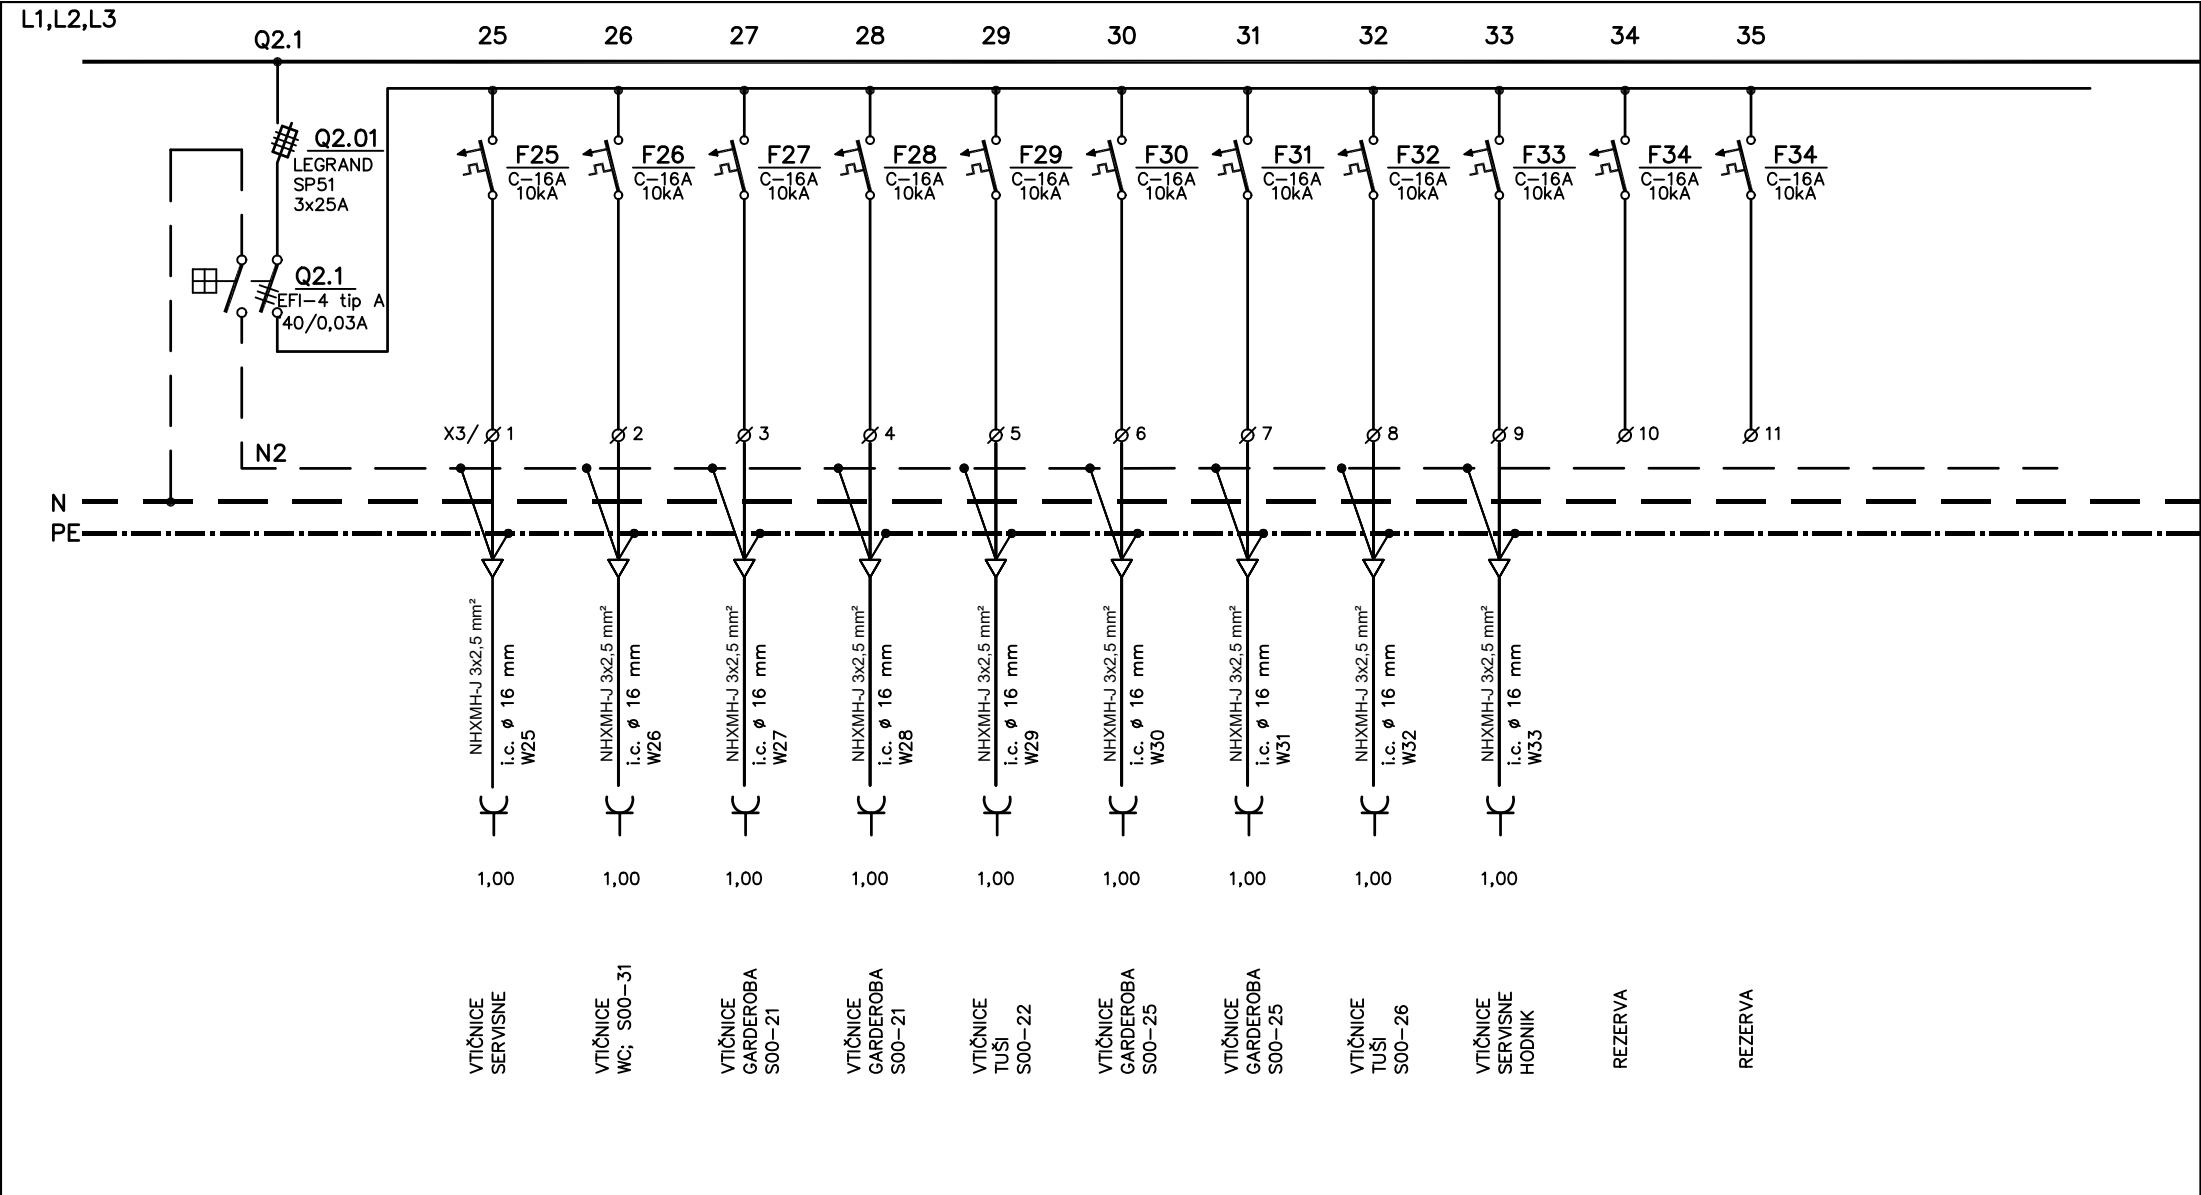 L1,L2,L3
Q2.1
25
26
27
28
29
30
31
32
33
34
35
Q2.01
LEGRAND
SP51
3x25A
F25
C-16A
10kA
F26
C-16A
10kA
F27
C-16A
10kA
F28
C-16A
10kA
F29
C-16A
10kA
F30
C-16A
10kA
F31
C-16A
10kA
F32
C-16A
10kA
F33
C-16A
10kA
F34
C-16A
10kA
F34
C-16A
10kA
Q2.1
EFI-4 tip A
40/0,03A
X3/
1
2
3
4
5
6
7
8
9
10
11
N2
N
PE
NHXMH-J 3x2,5 mm²
i.c. ø 16 mm
W25
NHXMH-J 3x2,5 mm²
i.c. ø 16 mm
W26
NHXMH-J 3x2,5 mm²
i.c. ø 16 mm
W27
NHXMH-J 3x2,5 mm²
i.c. ø 16 mm
W28
NHXMH-J 3x2,5 mm²
i.c. ø 16 mm
W29
NHXMH-J 3x2,5 mm²
i.c. ø 16 mm
W30
NHXMH-J 3x2,5 mm²
i.c. ø 16 mm
W31
NHXMH-J 3x2,5 mm²
i.c. ø 16 mm
W32
NHXMH-J 3x2,5 mm²
i.c. ø 16 mm
W33
1,00
1,00
1,00
1,00
1,00
1,00
1,00
1,00
1,00
VTIČNICE
SERVISNE
VTIČNICE
WC; S00-31
VTIČNICE
GARDEROBA
S00-21
VTIČNICE
GARDEROBA
S00-21
VTIČNICE
TUŠI
S00-22
VTIČNICE
GARDEROBA
S00-25
VTIČNICE
GARDEROBA
S00-25
VTIČNICE
TUŠI
S00-26
VTIČNICE
SERVISNE
HODNIK
REZERVA
REZERVA